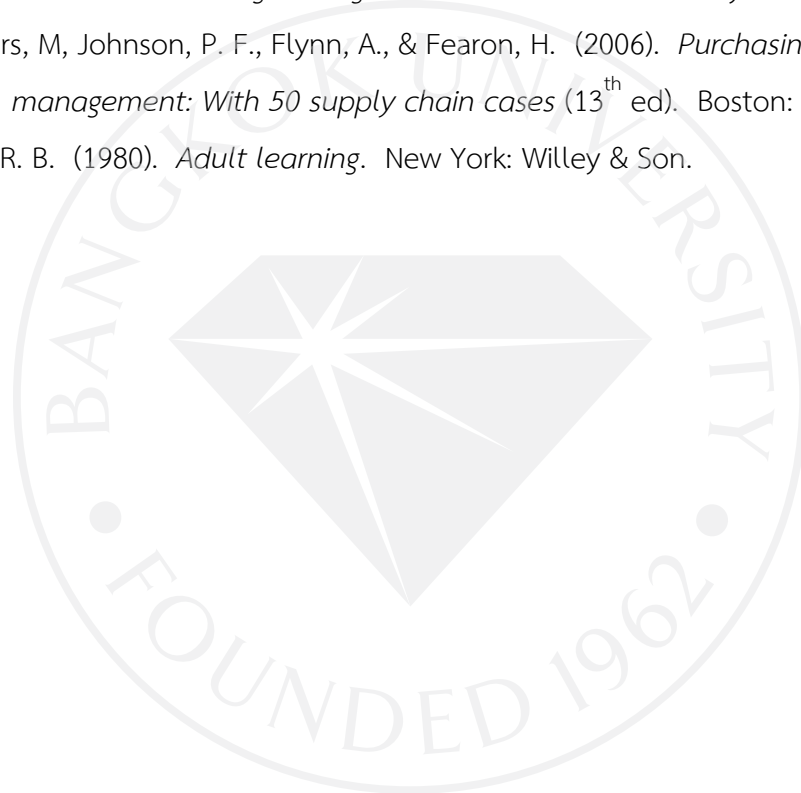 rs, M, Johnson, P. F., Flynn, A., & Fearon, H. (2006). Purchasin
management: With 50 supply chain cases (13th ed). Boston:
R. B. (1980). Adult learning. New York: Willey & Son.
BANGKOK UNIVERSITY
FOUNDED 1962